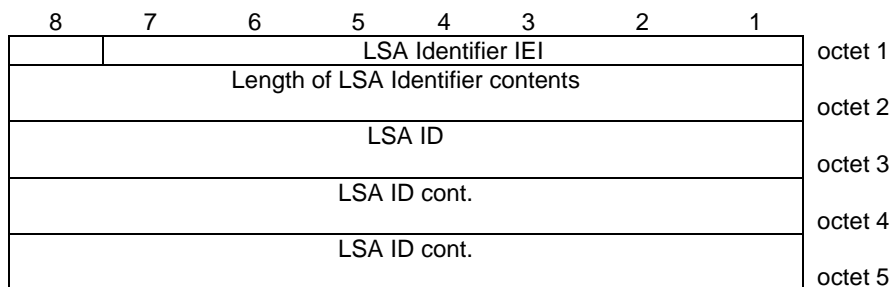 8 7 6 5 4 3 2 1
LSA Identifier IEI octet 1
Length of LSA Identifier contents
octet 2
LSA ID
octet 3
LSA ID cont.
octet 4
LSA ID cont.
octet 5